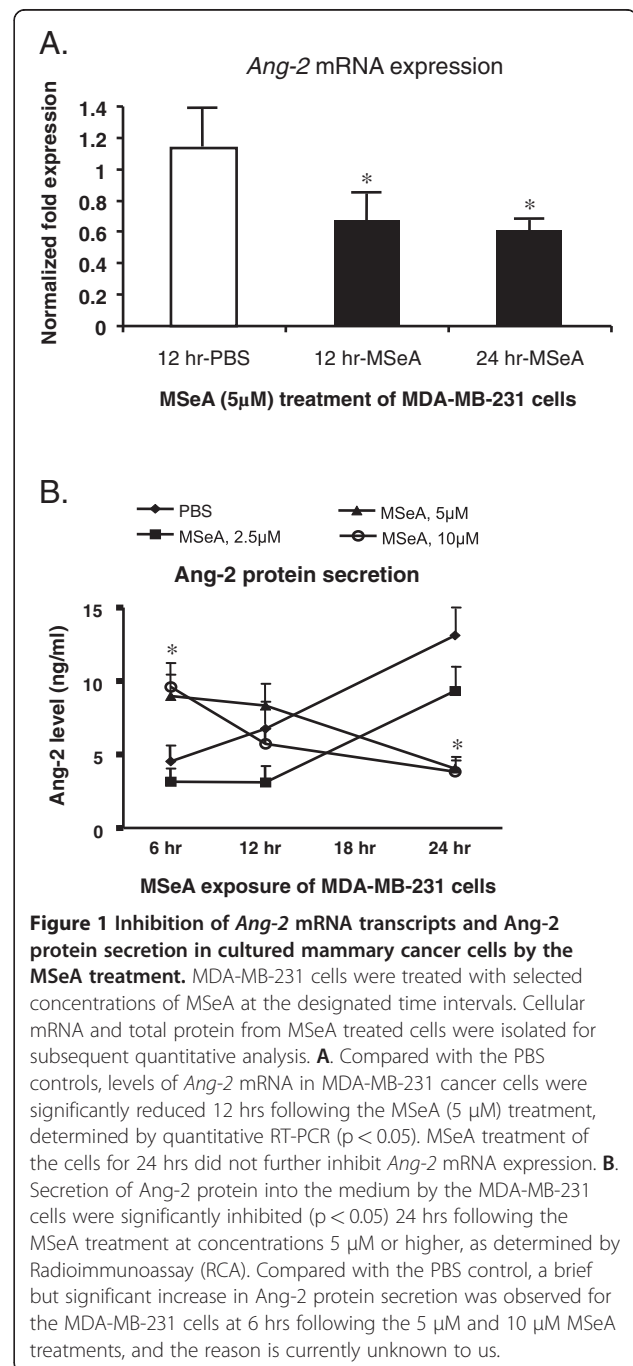 A.
Ang-2 mRNA expression
Normalized fold expression
1.4
1.2
1
0.8
0.6
0.4
0.2
0
*
*
12 hr-PBS
12 hr-MSeA
24 hr-MSeA
MSeA (5μM) treatment of MDA-MB-231 cells
B.
PBS
MSeA, 5μM
MSeA, 2.5μM
MSeA, 10μM
Ang-2 protein secretion
Ang-2 level (ng/ml)
15
10
5
0
*
*
6 hr
12 hr
18 hr
24 hr
MSeA exposure of MDA-MB-231 cells
Figure 1 Inhibition of Ang-2 mRNA transcripts and Ang-2
protein secretion in cultured mammary cancer cells by the
MSeA treatment. MDA-MB-231 cells were treated with selected
concentrations of MSeA at the designated time intervals. Cellular
mRNA and total protein from MSeA treated cells were isolated for
subsequent quantitative analysis. A. Compared with the PBS
controls, levels of Ang-2 mRNA in MDA-MB-231 cancer cells were
significantly reduced 12 hrs following the MSeA (5 μM) treatment,
determined by quantitative RT-PCR (p < 0.05). MSeA treatment of
the cells for 24 hrs did not further inhibit Ang-2 mRNA expression. B.
Secretion of Ang-2 protein into the medium by the MDA-MB-231
cells were significantly inhibited (p < 0.05) 24 hrs following the
MSeA treatment at concentrations 5 μM or higher, as determined by
Radioimmunoassay (RCA). Compared with the PBS control, a brief
but significant increase in Ang-2 protein secretion was observed for
the MDA-MB-231 cells at 6 hrs following the 5 μM and 10 μM MSeA
treatments, and the reason is currently unknown to us.